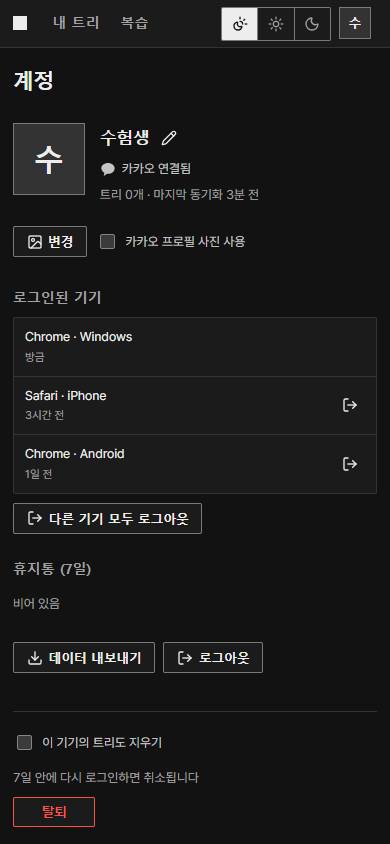 내 트리 복습 수
계정
수
수험생
카카오 연결됨
트리 0개 · 마지막 동기화 3분 전
변경 카카오 프로필 사진 사용
로그인된 기기
Chrome · Windows
방금
Safari · iPhone
3시간 전
Chrome · Android
1일 전
다른 기기 모두 로그아웃
휴지통 (7일)
비어 있음
데이터 내보내기 로그아웃
이 기기의 트리도 지우기
7일 안에 다시 로그인하면 취소됩니다
탈퇴